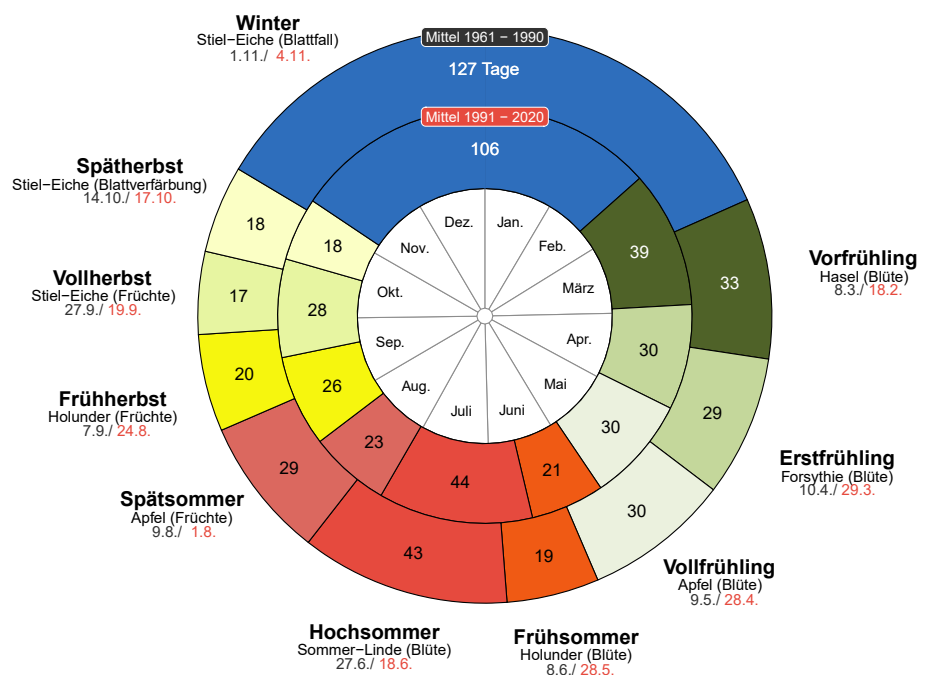 Winter
Stiel−Eiche (Blattfall)
1.11./ 4.11.
Mittel 1961 − 1990
127 Tage
Mittel 1991 − 2020
106
Spätherbst
Stiel−Eiche (Blattverfärbung)
14.10./ 17.10.
18
18
Vollherbst
Stiel−Eiche (Früchte)
27.9./ 19.9.
17
28
Frühherbst
Holunder (Früchte)
7.9./ 24.8.
20
26
Spätsommer
Apfel (Früchte)
9.8./ 1.8.
29
23
Hochsommer
Sommer−Linde (Blüte)
27.6./ 18.6.
43
44
Frühsommer
Holunder (Blüte)
8.6./ 28.5.
19
21
Vollfrühling
Apfel (Blüte)
9.5./ 28.4.
30
30
Erstfrühling
Forsythie (Blüte)
10.4./ 29.3.
29
30
Vorfrühling
Hasel (Blüte)
8.3./ 18.2.
33
39
Jan.
Feb.
März
Apr.
Mai
Juni
Juli
Aug.
Sep.
Okt.
Nov.
Dez.